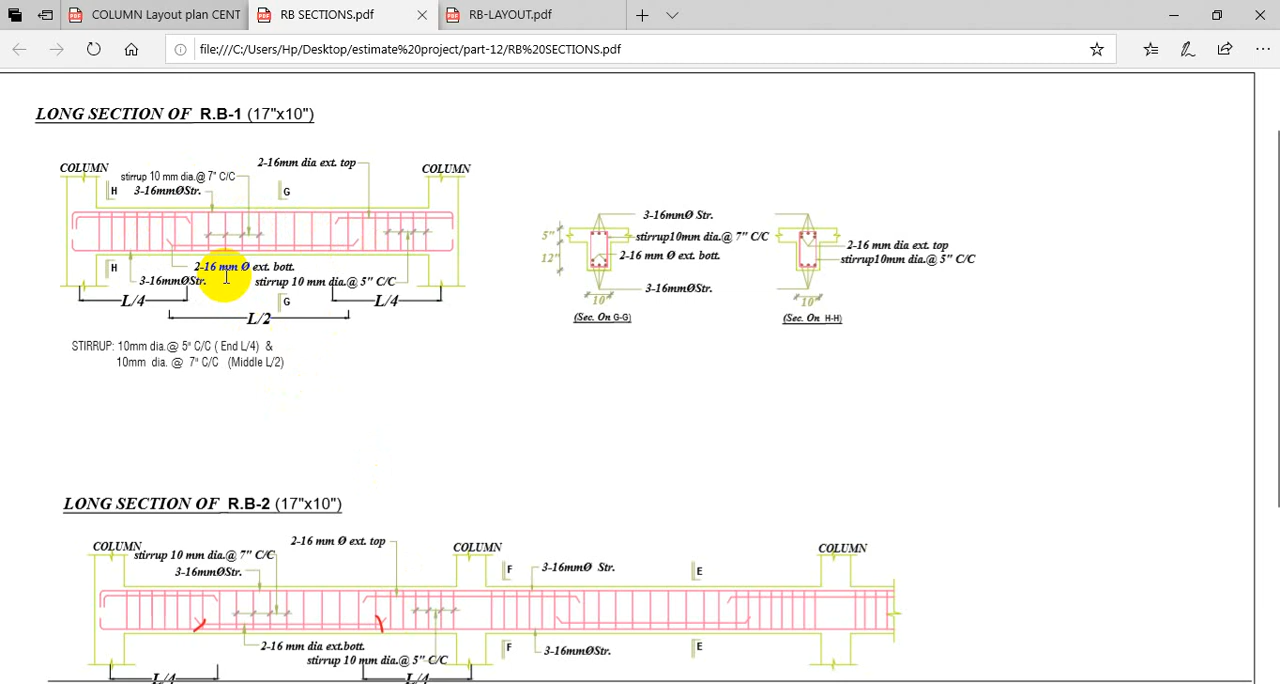 COLUMN Layout plan CENT
RB SECTIONS.pdf
RB-LAYOUT.pdf
file:///C:/Users/Hp/Desktop/estimate%20project/part-12/RB%20SECTIONS.pdf
LONG SECTION OF R.B-1 (17"x10")
COLUMN
stirrup 10 mm dia.@ 7" C/C
2-16mm dia ext. top
COLUMN
H
3-16mmØStr.
G
H
2-16 mm Ø ext. bott.
3-16mmØStr.
stirrup 10 mm dia.@ 5" C/C
L/4
G
L/4
L/2
STIRRUP: 10mm dia.@ 5" C/C ( End L/4) &
10mm dia. @ 7" C/C (Middle L/2)
3-16mmØ Str.
5"
stirrup10mm dia.@ 7" C/C
12"
2-16 mm Ø ext. bott.
3-16mmØStr.
10"
(Sec. On G-G)
2-16 mm dia ext. top
stirrup10mm dia.@ 5" C/C
10"
(Sec. On H-H)
LONG SECTION OF R.B-2 (17"x10")
COLUMN
stirrup 10 mm dia.@ 7" C/C
2-16 mm Ø ext. top
COLUMN
COLUMN
3-16mmØStr.
F
3-16mmØ Str.
E
2-16 mm dia ext.bott.
stirrup 10 mm dia.@ 5" C/C
F
3-16mmØStr.
E
L/4
L/4